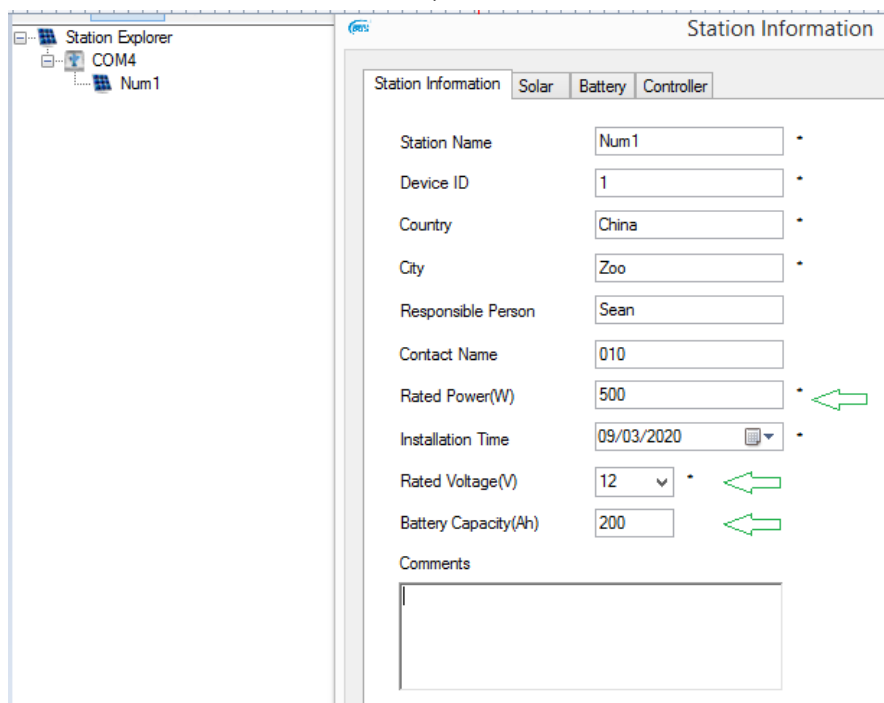 Station Explorer
COM4
Num1
Station Information
Station Information Solar Battery Controller
Station Name Num1 *
Device ID 1 *
Country China *
City Zoo *
Responsible Person Sean
Contact Name 010
Rated Power(W) 500 *
Installation Time 09/03/2020 *
Rated Voltage(V) 12 *
Battery Capacity(Ah) 200
Comments